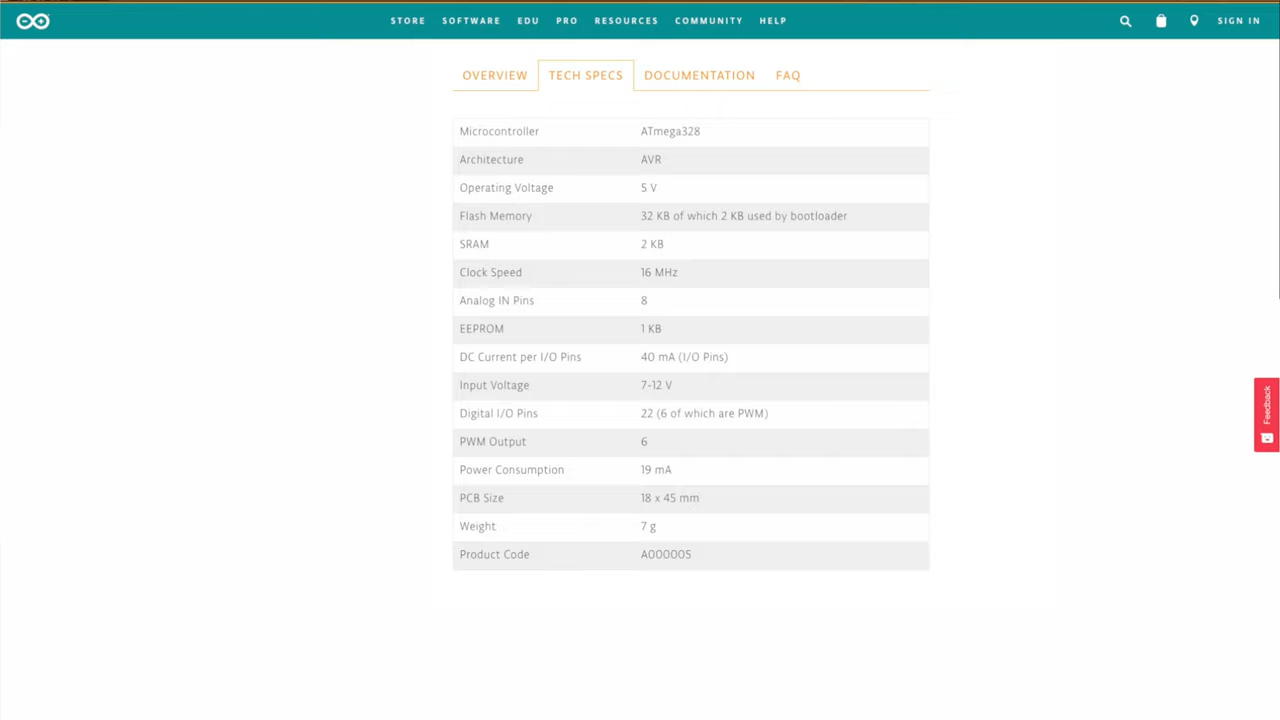 STORE SOFTWARE EDU PRO RESOURCES COMMUNITY HELP SIGN IN
OVERVIEW TECH SPECS DOCUMENTATION FAQ
Microcontroller ATmega328
Architecture AVR
Operating Voltage 5 V
Flash Memory 32 KB of which 2 KB used by bootloader
SRAM 2 KB
Clock Speed 16 MHz
Analog IN Pins 8
EEPROM 1 KB
DC Current per I/O Pins 40 mA (I/O Pins)
Input Voltage 7-12 V
Digital I/O Pins 22 (6 of which are PWM)
PWM Output 6
Power Consumption 19 mA
PCB Size 18 x 45 mm
Weight 7 g
Product Code A000005
Feedback